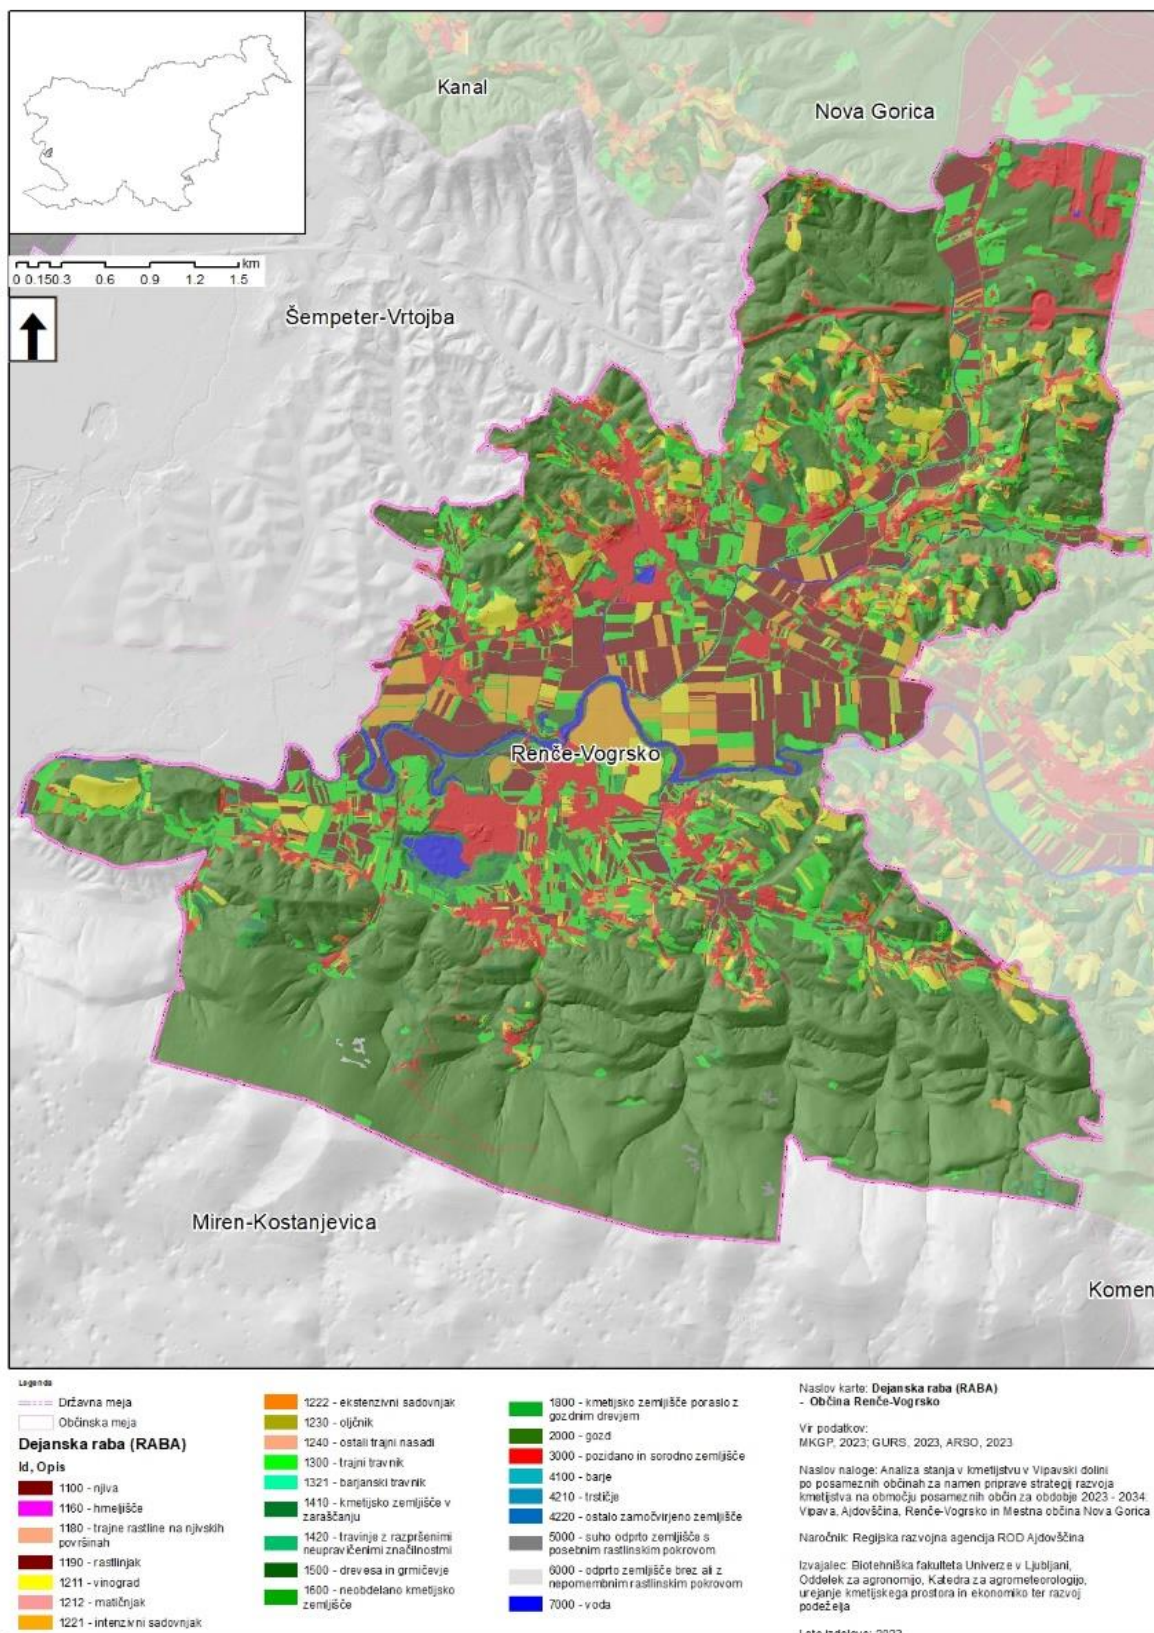 Kanal
Nova Gorica
km
0 0.150.3 0.6 0.9 1.2 1.5
Šempeter-Vrtojba
Renče-Vogrsko
Miren-Kostanjevica
Komen
Legenda
Državna meja
Občinska meja
Dejanska raba (RABA)
Id, Opis
1100 - njiva
1160 - hmeljišče
1180 - trajne rastline na njivskih
površinah
1190 - rastlinjak
1211 - vinograd
1212 - matičnjak
1221 - intenzivni sadovnjak
1222 - ekstenzivni sadovnjak
1230 - oljčnik
1240 - ostali trajni nasadi
1300 - trajni travnik
1321 - barjanski travnik
1410 - kmetijsko zemljišče v
zaraščanju
1420 - travinje z razpršenimi
neupravičenimi značilnostmi
1500 - drevesa in grmičevje
1600 - neobdelano kmetijsko
zemljišče
1800 - kmetijsko zemljišče poraslo z
gozdnim drevjem
2000 - gozd
3000 - pozidano in sorodno zemljišče
4100 - barje
4210 - trstičje
4220 - ostalo zamočvirjeno zemljišče
5000 - suho odprto zemljišče s
posebnim rastlinskim pokrovom
6000 - odprto zemljišče brez ali z
nepomembnim rastlinskim pokrovom
7000 - voda
Naslov karte: Dejanska raba (RABA)
- Občina Renče-Vogrsko
Vir podatkov:
MKGP, 2023; GURS, 2023, ARSO, 2023
Naslov naloge: Analiza stanja v kmetijstvu v Vipavski dolini
po posameznih občinah za namen priprave strategij razvoja
kmetijstva na območju posameznih občin za obdobje 2023 - 2034:
Vipava, Ajdovščina, Renče-Vogrsko in Mestna občina Nova Gorica
Naročnik: Regijska razvojna agencija ROD Ajdovščina
Izvajalec: Biotehniška fakulteta Univerze v Ljubljani,
Oddelek za agronomijo, Katedra za agrometeorologijo,
urejanje kmetijskega prostora in ekonomiko ter razvoj
podeželja